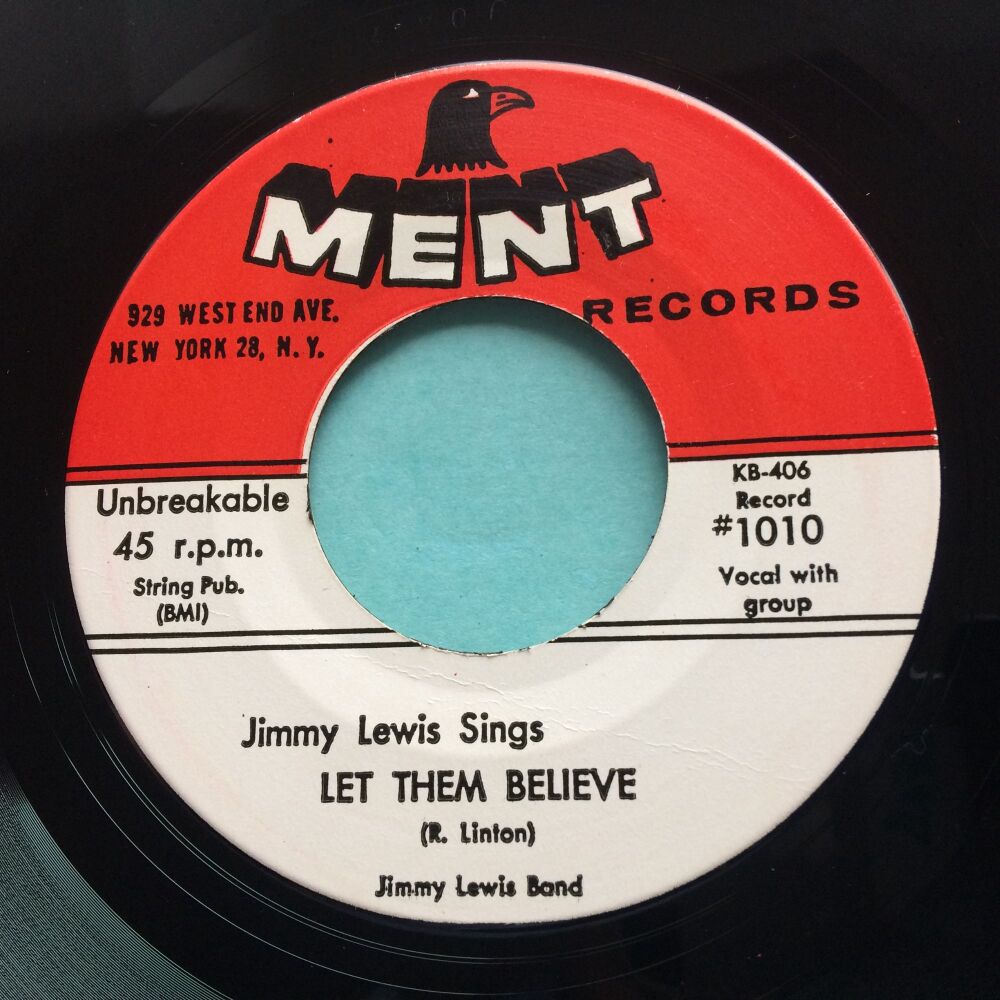 MENT
RECORDS
929 WEST END AVE.
NEW YORK 28, N.Y.
Unbreakable
45 r.p.m.
String Pub.
(BMI)
KB-406
Record
#1010
Vocal with
group
Jimmy Lewis Sings
LET THEM BELIEVE
(R. Linton)
Jimmy Lewis Band